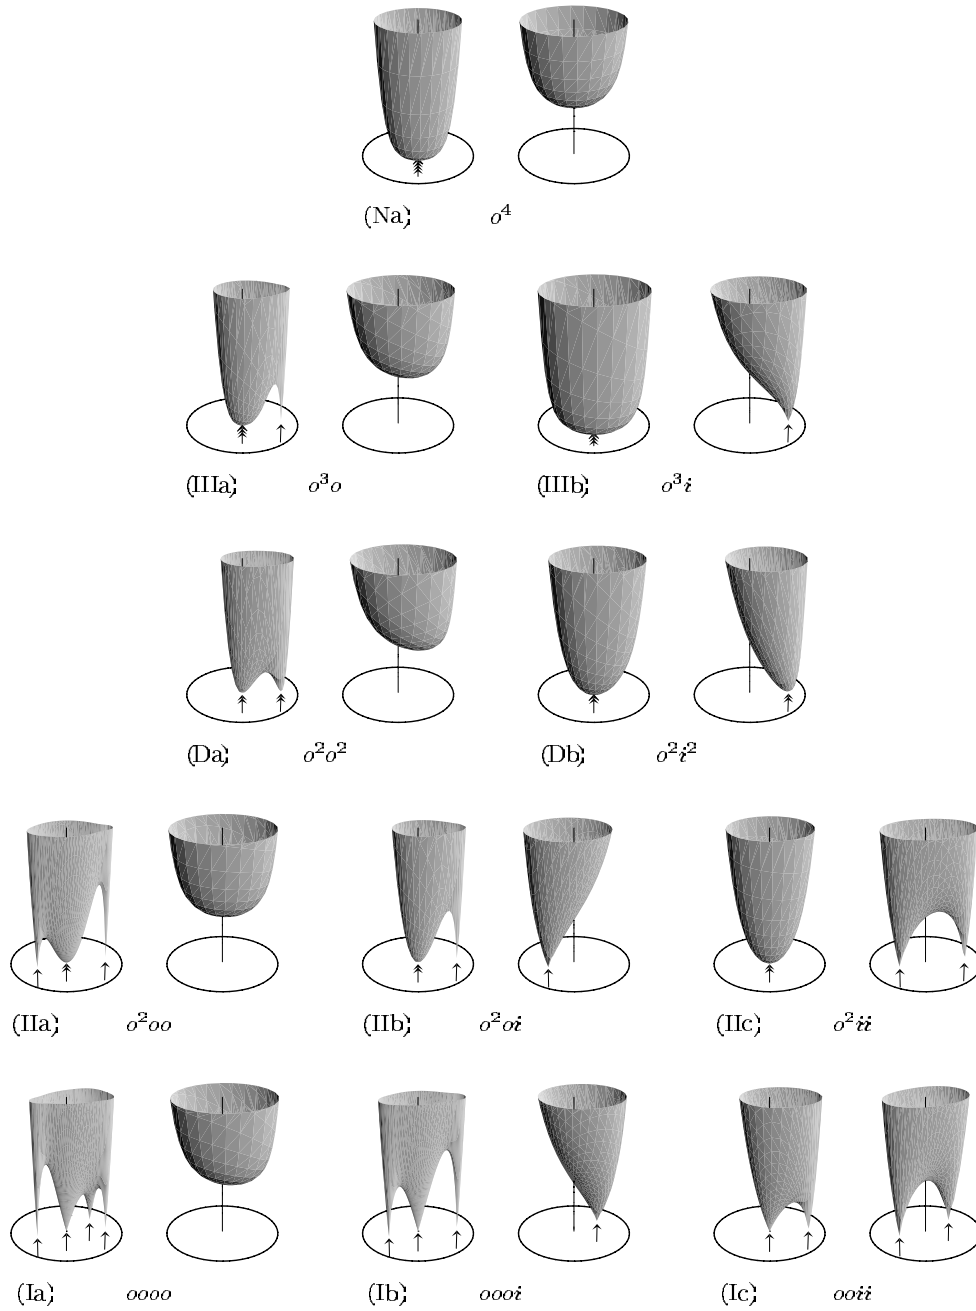 (Na); o⁴
(IIIa); o³o (IIIb); o³i
(Da); o²o² (Db); o²i²
(IIa); o²oo (IIb); o²oi (IIc); o²ii
(Ia); oooo (Ib); oooi (Ic); ooii